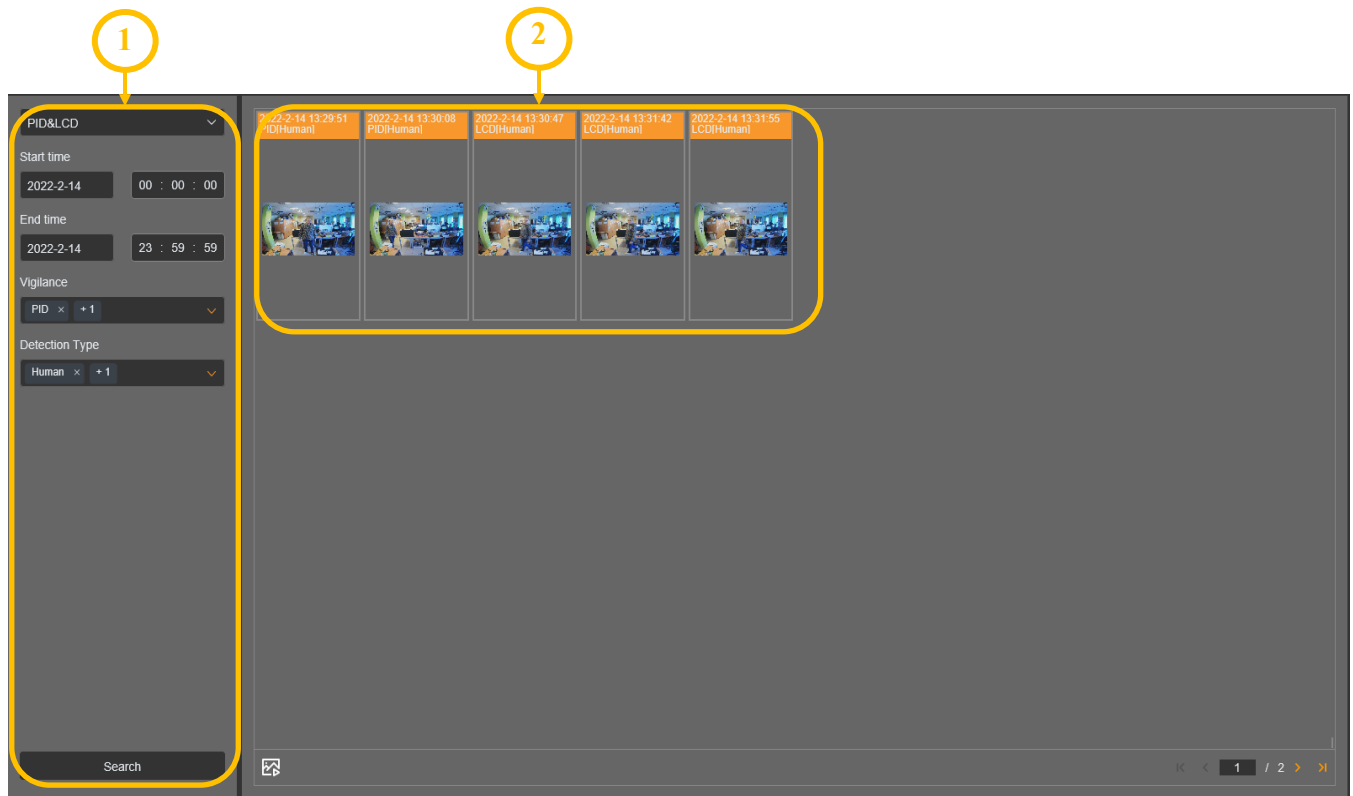 1
2
PID&LCD
Start time
2022-2-14 00 : 00 : 00
End time
2022-2-14 23 : 59 : 59
Vigilance
PID × + 1
Detection Type
Human × + 1
Search
2022-2-14 13:29:51
PID[Human]
2022-2-14 13:30:08
PID[Human]
2022-2-14 13:30:47
LCD[Human]
2022-2-14 13:31:42
LCD[Human]
2022-2-14 13:31:55
LCD[Human]
1 / 2